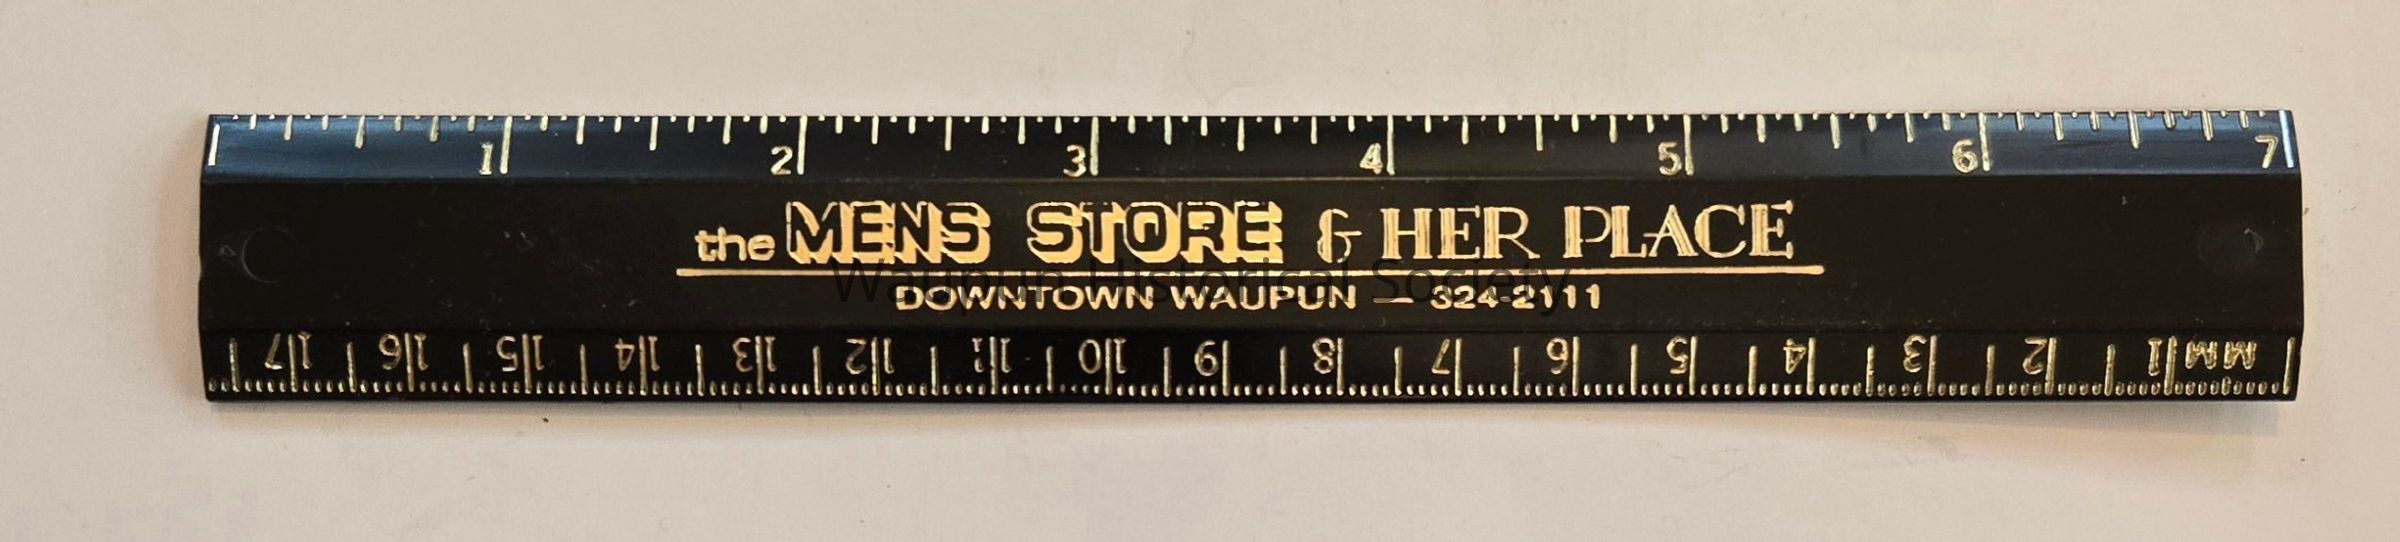 1 2 3 4 5 6 7
the MENS STORE & HER PLACE
Waupun Historical Society
DOWNTOWN WAUPUN — 324-2111
17 16 15 14 13 12 11 10 9 8 7 6 5 4 3 2 1 MM